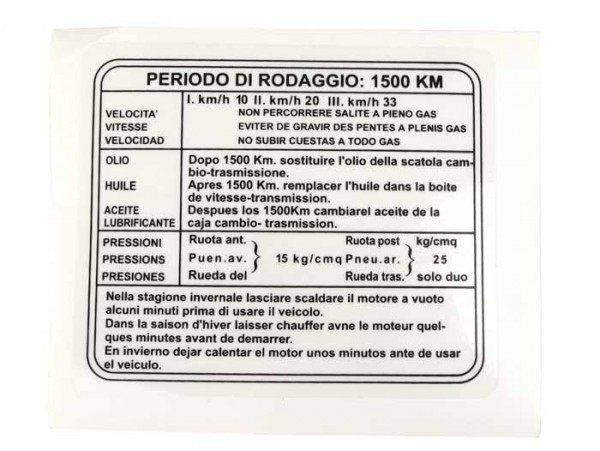 PERIODO DI RODAGGIO: 1500 KM
I. km/h 10 II. km/h 20 III. km/h 33
VELOCITA' NON PERCORRERE SALITE A PIENO GAS
VITESSE EVITER DE GRAVIR DES PENTES A PLENIS GAS
VELOCIDAD NO SUBIR CUESTAS A TODO GAS
OLIO Dopo 1500 Km. sostituire l'olio della scatola cam-
bio-trasmissione.
HUILE Apres 1500 Km. remplacer l'huile dans la boite
de vitesse-transmission.
ACEITE Despues los 1500Km cambiarel aceite de la
LUBRIFICANTE caja cambio- trasmission.
PRESSIONI Ruota ant. Ruota post kg/cmq
PRESSIONS Puen.av. 15 kg/cmq Pneu.ar. 25
PRESIONES Rueda del Rueda tras. solo duo
Nella stagione invernale lasciare scaldare il motore a vuoto
alcuni minuti prima di usare il veicolo.
Dans la saison d'hiver laisser chauffer avne le moteur quel-
ques minutes avant de demarrer.
En invierno dejar calentar el motor unos minutos ante de usar
el veiculo.